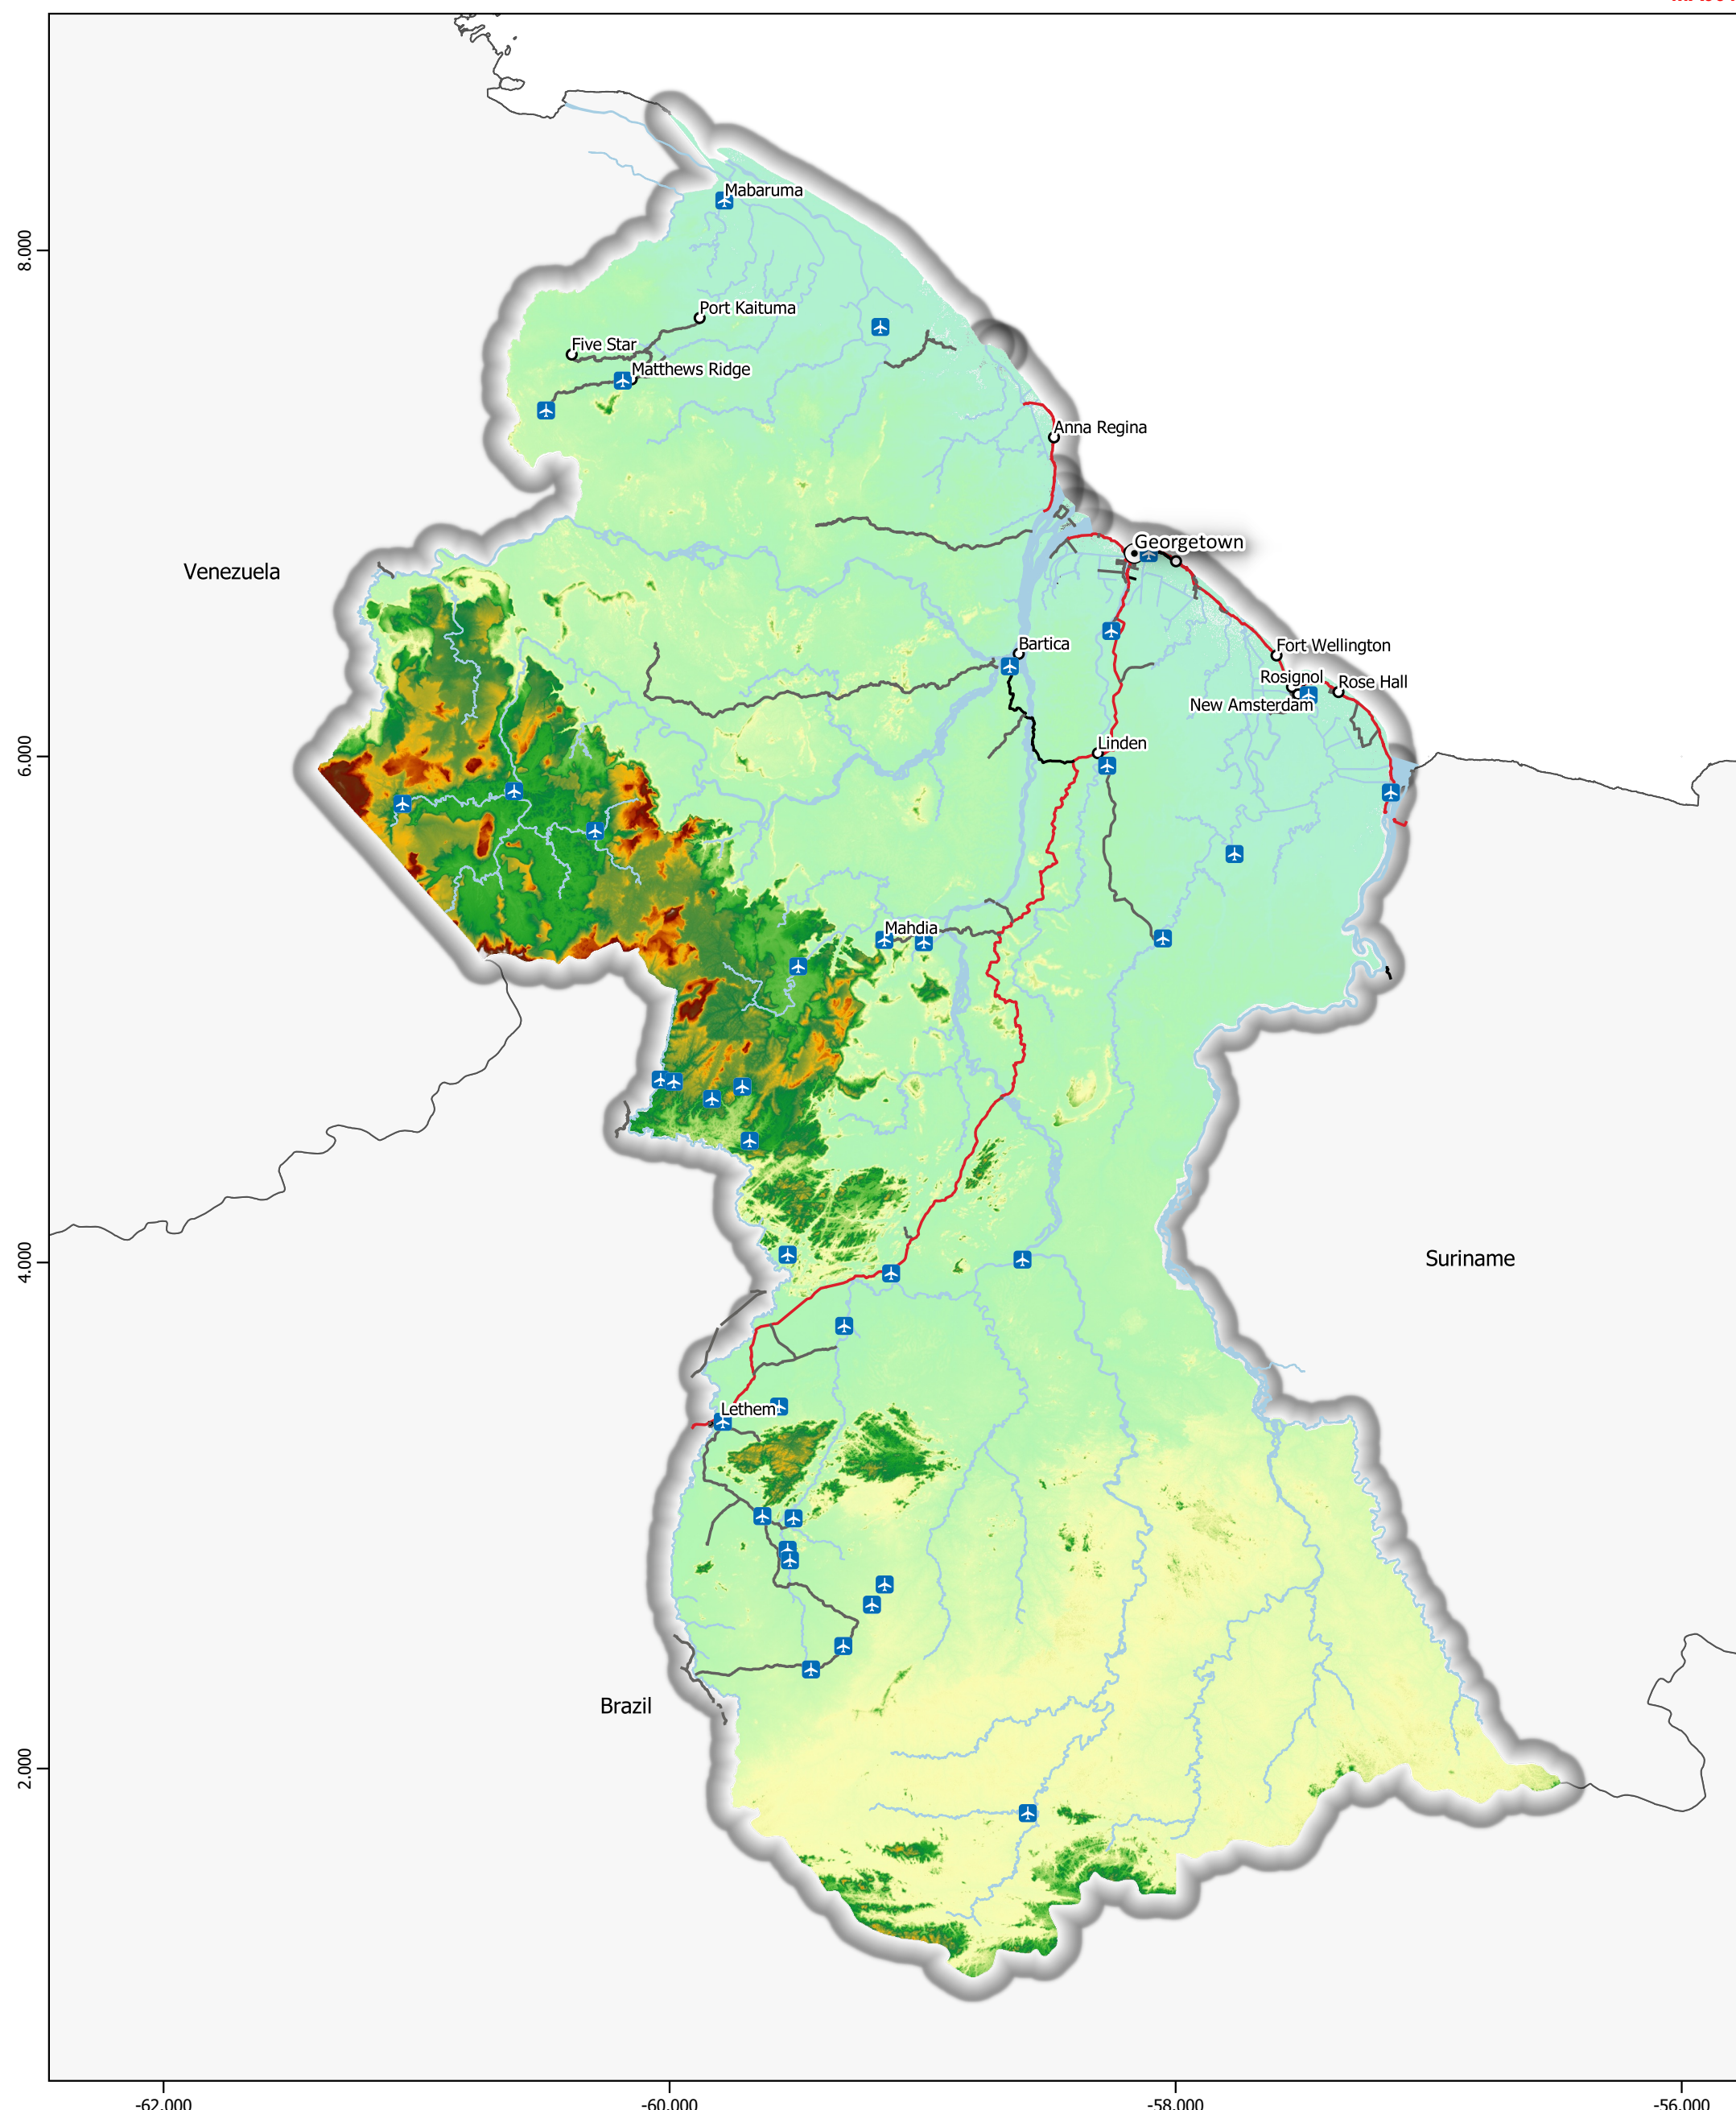 Mabaruma
8.000
Port Kaituma
Five Star
Matthews Ridge
Anna Regina
Georgetown
Venezuela
Bartica
Fort Wellington
Rosignol
Rose Hall
New Amsterdam
Linden
6.000
Mahdia
Suriname
4.000
Lethem
Brazil
2.000
-62.000
-60.000
-58.000
-56.000